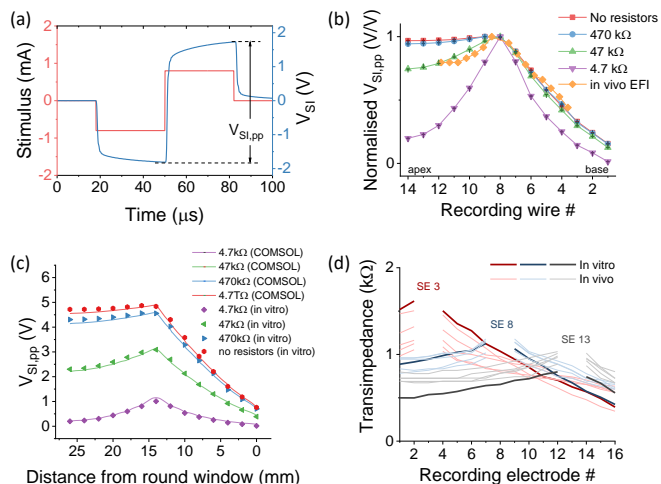 (a)
Stimulus (mA)
2
1
0
-1
-2
0 20 40 60 80 100
Time (μs)
V_SI,pp
2
1
0
-1
-2
V_SI (V)
(b)
Normalised V_SI,pp (V/V)
1
0
No resistors
470 kΩ
47 kΩ
4.7 kΩ
in vivo EFI
apex base
14 12 10 8 6 4 2
Recording wire #
(c)
V_SI,pp (V)
6
5
4
3
2
1
0
4.7kΩ (COMSOL)
47kΩ (COMSOL)
470kΩ (COMSOL)
4.7TΩ (COMSOL)
4.7kΩ (in vitro)
47kΩ (in vitro)
470kΩ (in vitro)
no resistors (in vitro)
25 20 15 10 5 0
Distance from round window (mm)
(d)
Transimpedance (kΩ)
2
1
0
SE 3
SE 8
SE 13
In vitro
In vivo
2 4 6 8 10 12 14 16
Recording electrode #